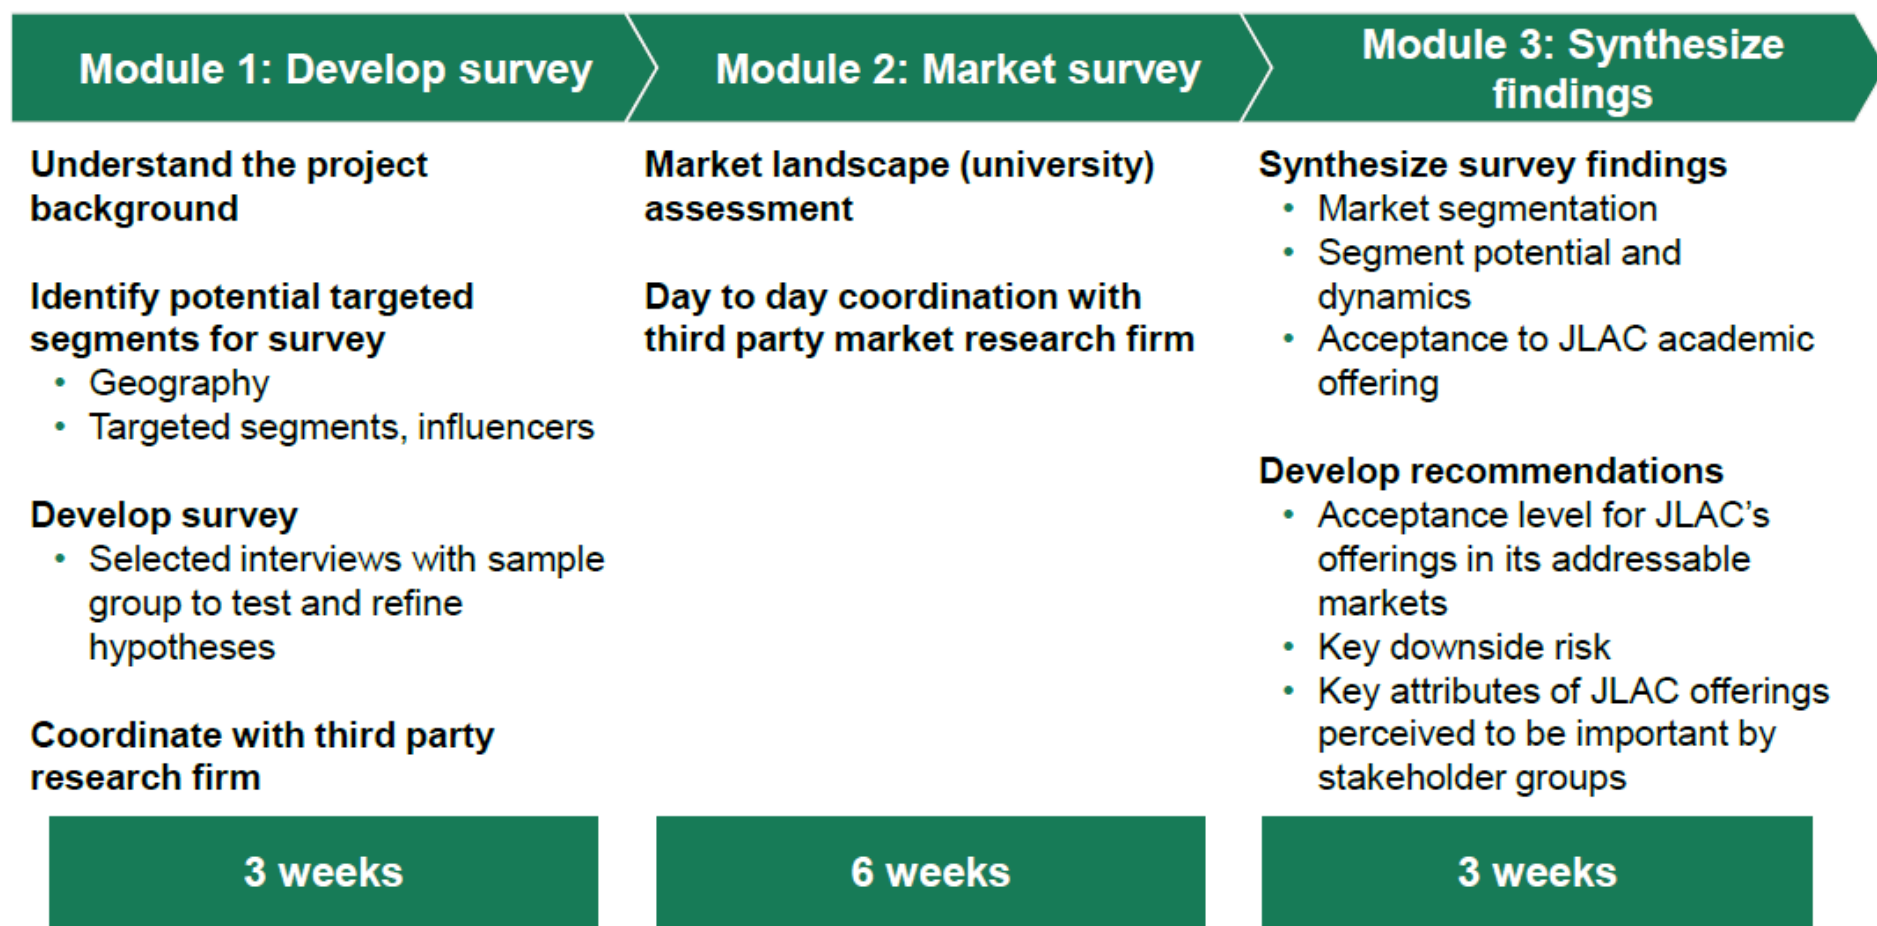 Module 1: Develop survey
Module 2: Market survey
Module 3: Synthesize
findings
Understand the project
background
Identify potential targeted
segments for survey
• Geography
• Targeted segments, influencers
Develop survey
• Selected interviews with sample
group to test and refine
hypotheses
Coordinate with third party
research firm
3 weeks
Market landscape (university)
assessment
Day to day coordination with
third party market research firm
6 weeks
Synthesize survey findings
• Market segmentation
• Segment potential and
dynamics
• Acceptance to JLAC academic
offering
Develop recommendations
• Acceptance level for JLAC’s
offerings in its addressable
markets
• Key downside risk
• Key attributes of JLAC offerings
perceived to be important by
stakeholder groups
3 weeks